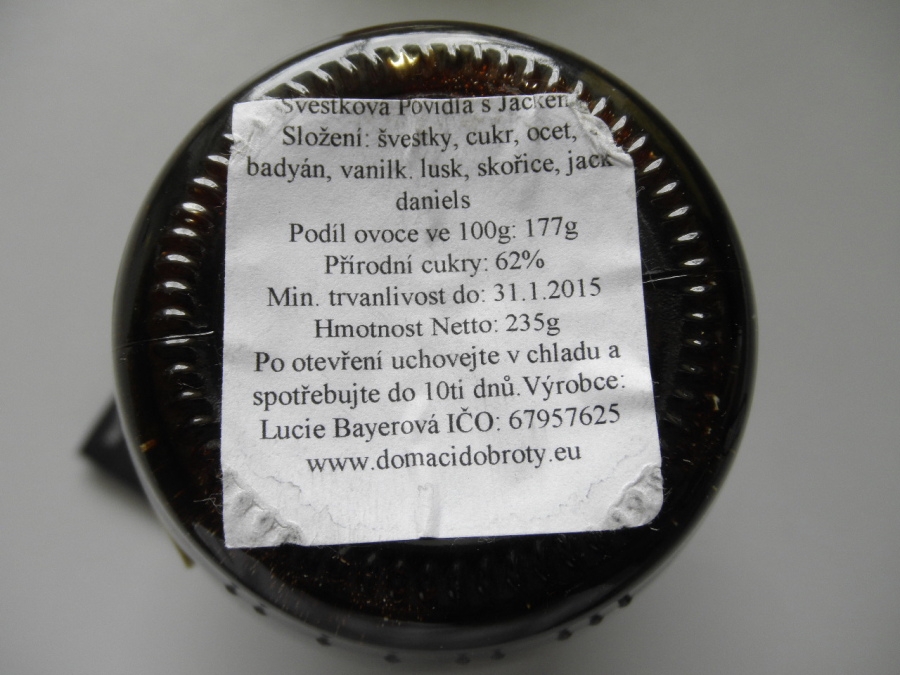 Švestková Povidla s Jackem
Složení: švestky, cukr, ocet,
badyán, vanilk. lusk, skořice, jack
daniels
Podíl ovoce ve 100g: 177g
Přírodní cukry: 62%
Min. trvanlivost do: 31.1.2015
Hmotnost Netto: 235g
Po otevření uchovejte v chladu a
spotřebujte do 10ti dnů.Výrobce:
Lucie Bayerová IČO: 67957625
www.domacidobroty.eu